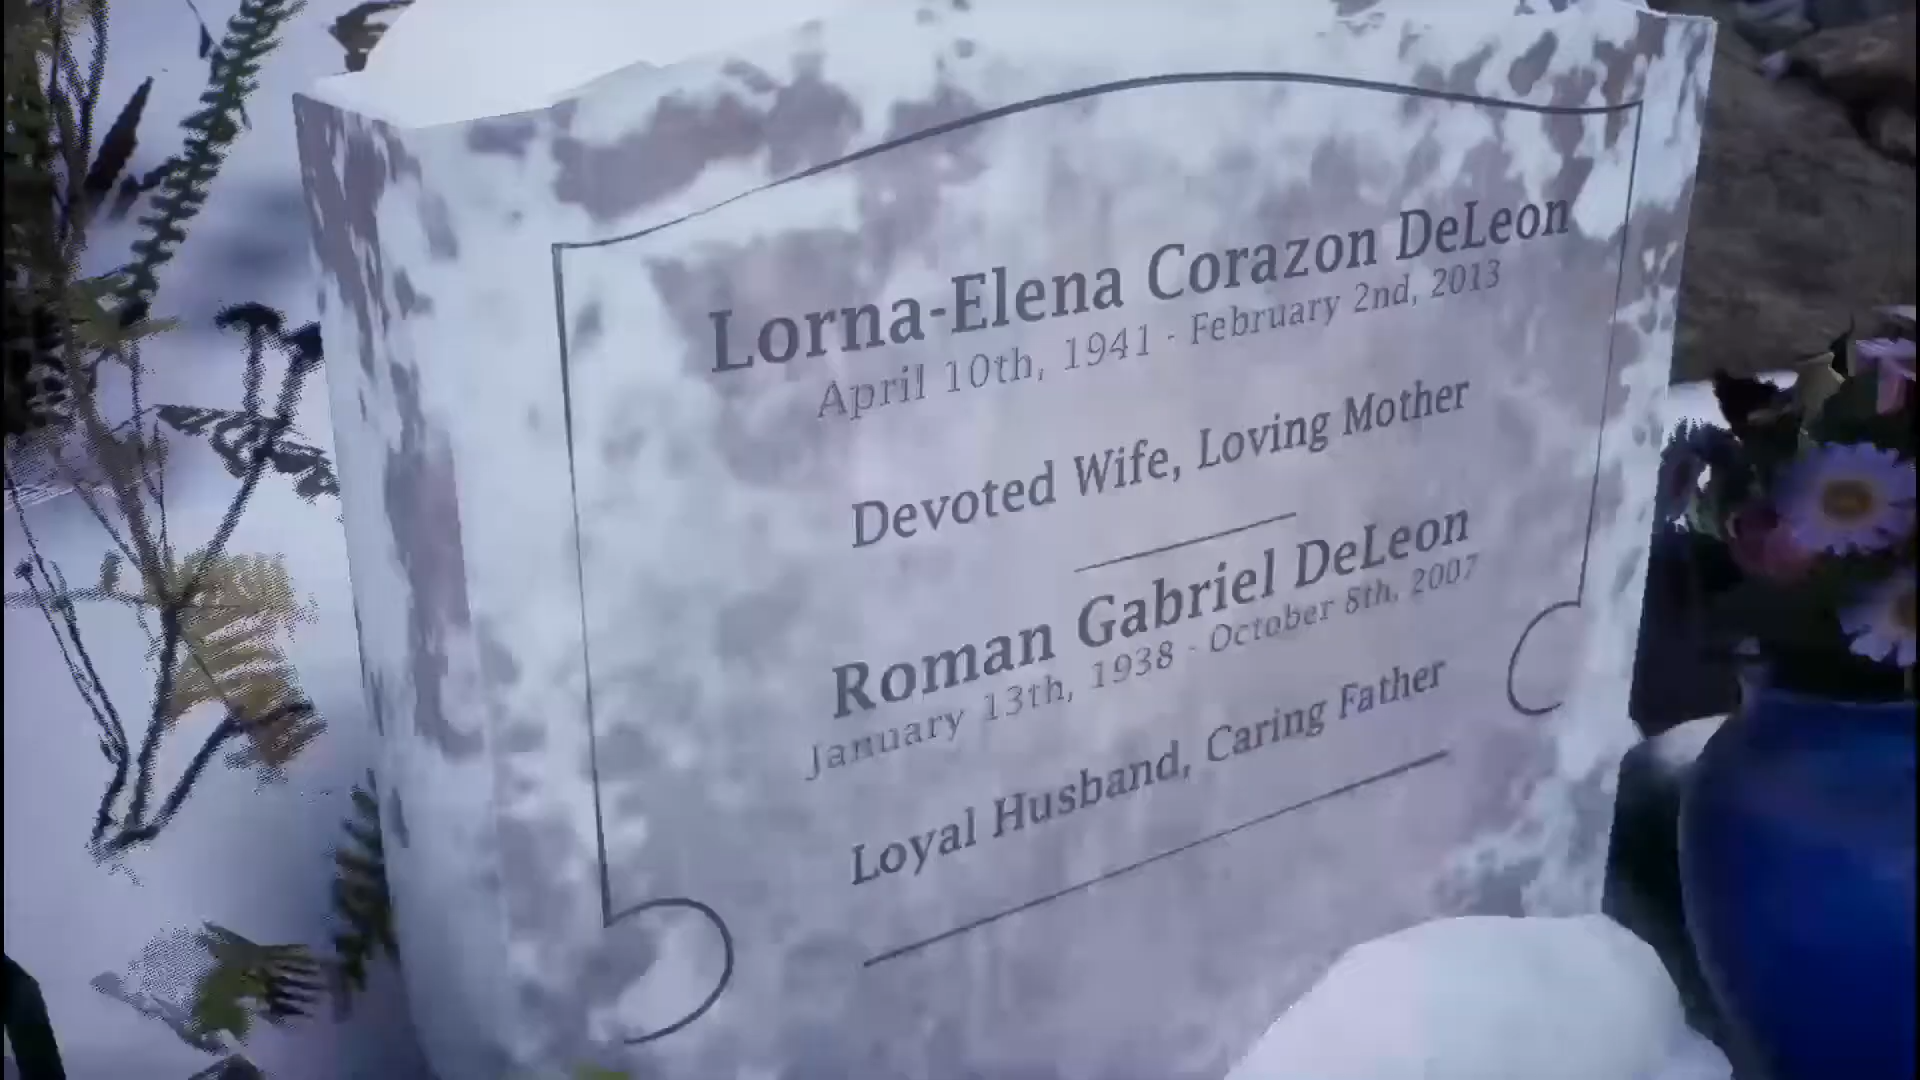 Lorna-Elena Corazon DeLeon
April 10th, 1941 - February 2nd, 2013
Devoted Wife, Loving Mother
Roman Gabriel DeLeon
January 13th, 1938 - October 8th, 2007
Loyal Husband, Caring Father